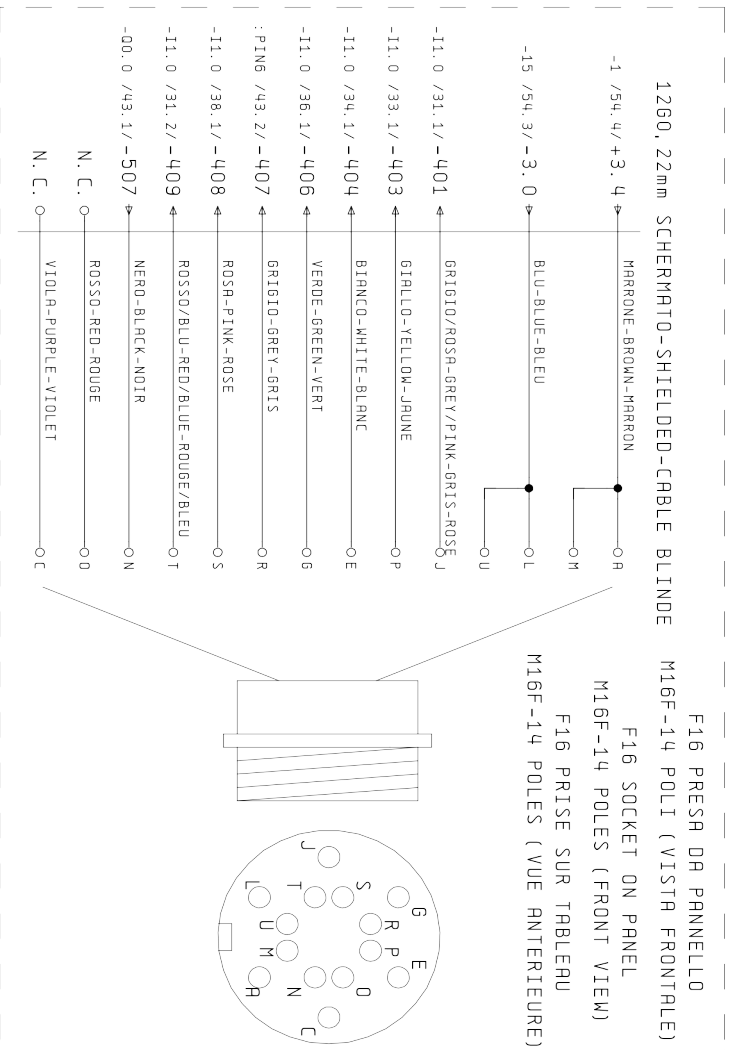 12G0,22mm SCHERMATO-SHIELDED-CABLE BLINDE
F16 PRESA DA PANNELLO
M16F-14 POLI (VISTA FRONTALE)
F16 SOCKET ON PANEL
M16F-14 POLES (FRONT VIEW)
F16 PRISE SUR TABLEAU
M16F-14 POLES (VUE ANTERIEURE)
-1 /54.4/+3.4 MARRONE-BROWN-MARRON A
M
-15 /54.3/-3.0 BLU-BLUE-BLEU L
U
-I1.0 /31.1/-401 GRIGIO/ROSA-GREY/PINK-GRIS-ROSE J
-I1.0 /33.1/-403 GIALLO-YELLOW-JAUNE P
-I1.0 /34.1/-404 BIANCO-WHITE-BLANC E
-I1.0 /36.1/-406 VERDE-GREEN-VERT G
:PIN6 /43.2/-407 GRIGIO-GREY-GRIS R
-I1.0 /38.1/-408 ROSA-PINK-ROSE S
-I1.0 /31.2/-409 ROSSO/BLU-RED/BLUE-ROUGE/BLEU T
-Q0.0 /43.1/-507 NERO-BLACK-NOIR N
N.C. ROSSO-RED-ROUGE O
N.C. VIOLA-PURPLE-VIOLET C
G E
R P
S O
J C
T N
U M
L A